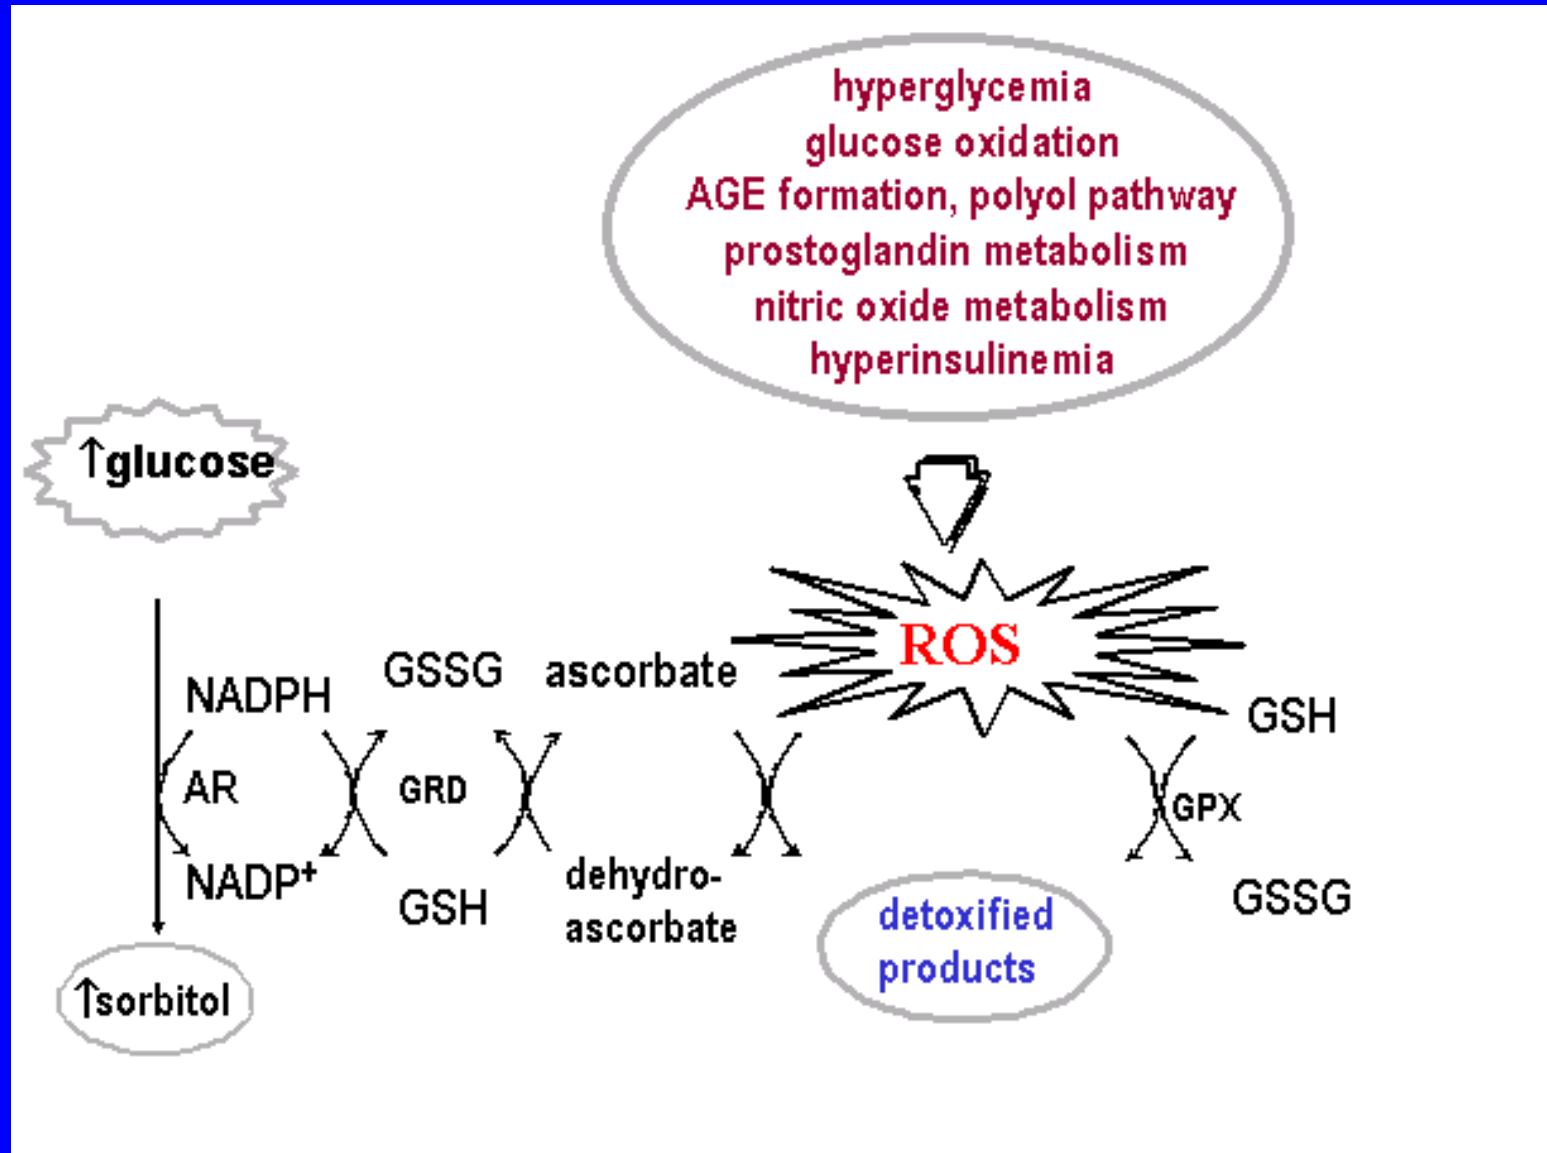 hyperglycemia
glucose oxidation
AGE formation, polyol pathway
prostoglandin metabolism
nitric oxide metabolism
hyperinsulinemia
↑glucose
ROS
NADPH
GSSG
ascorbate
GSH
AR
GRD
GPX
NADP⁺
GSH
dehydro-
ascorbate
detoxified
products
GSSG
↑sorbitol